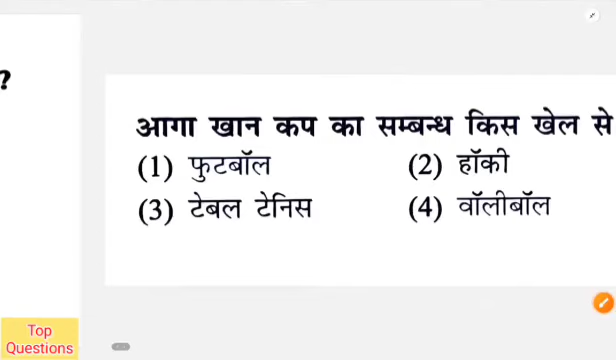 ?
आगा खान कप का सम्बन्ध किस खेल से
(1) फुटबॉल (2) हॉकी
(3) टेबल टेनिस (4) वॉलीबॉल
Top
Questions